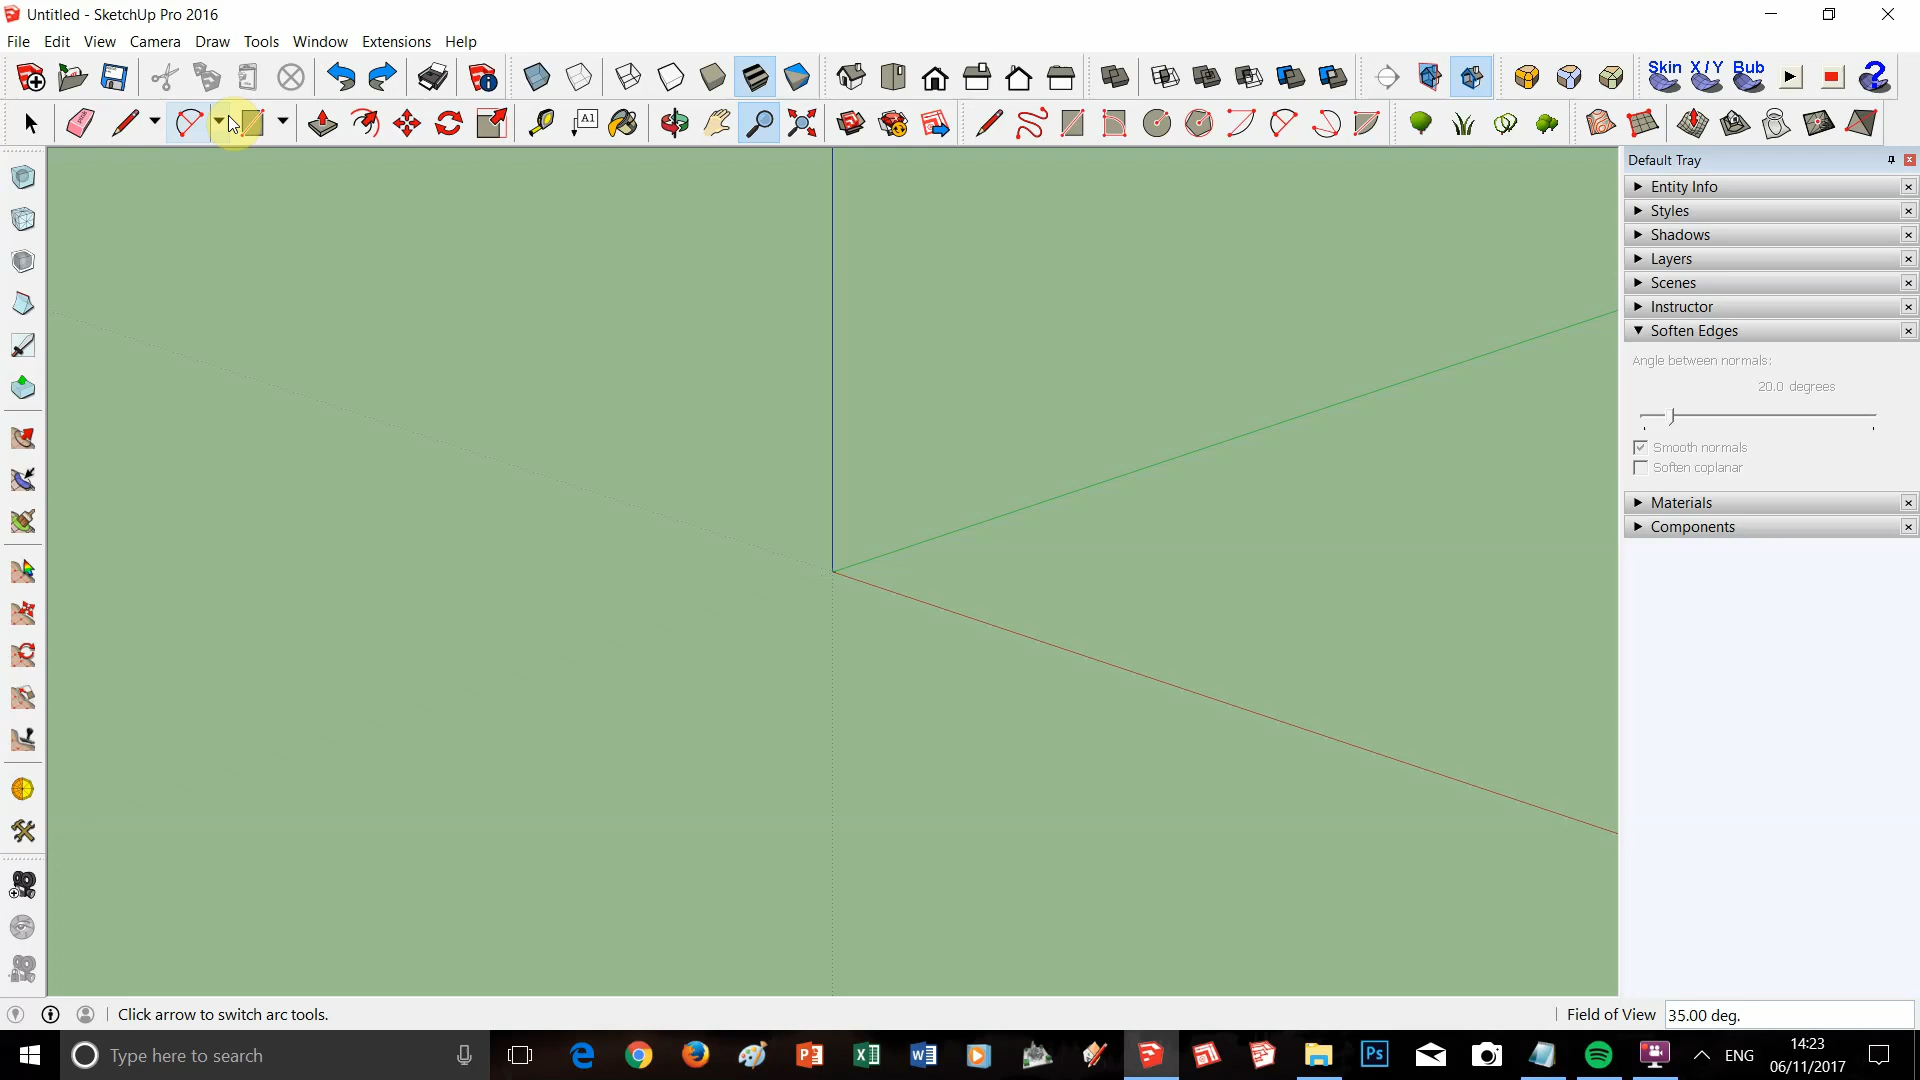 Untitled - SketchUp Pro 2016
File Edit View Camera Draw Tools Window Extensions Help
Skin X / Y Bub
A1
Default Tray
Entity Info
Styles
Shadows
Layers
Scenes
Instructor
Soften Edges
Angle between normals:
20.0 degrees
Smooth normals
Soften coplanar
Materials
Components
Click arrow to switch arc tools.
Field of View 35.00 deg.
Type here to search
ENG
14:23
06/11/2017